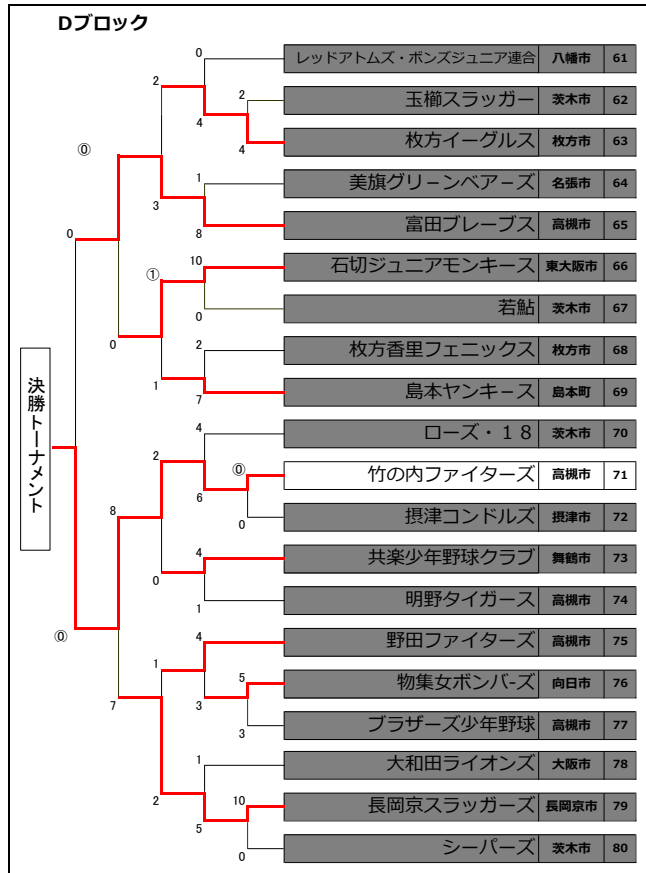 Dブロック
レッドアトムズ・ボンズジュニア連合 八幡市 61
玉櫛スラッガー 茨木市 62
枚方イーグルス 枚方市 63
美旗グリーンベアーズ 名張市 64
富田ブレーブス 高槻市 65
石切ジュニアモンキース 東大阪市 66
若鮎 茨木市 67
枚方香里フェニックス 枚方市 68
島本ヤンキース 島本町 69
ローズ・18 茨木市 70
竹の内ファイターズ 高槻市 71
摂津コンドルズ 摂津市 72
共楽少年野球クラブ 舞鶴市 73
明野タイガース 高槻市 74
野田ファイターズ 高槻市 75
物集女ボンバ-ズ 向日市 76
ブラザーズ少年野球 高槻市 77
大和田ライオンズ 大阪市 78
長岡京スラッガーズ 長岡京市 79
シーパーズ 茨木市 80
決勝トーナメント
0
⓪
⓪
0
8
7
2
3
①
1
2
0
1
2
0
4
1
8
10
0
2
7
4
6
4
1
4
3
1
5
2
4
⓪
0
5
3
10
0